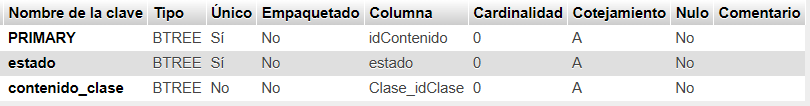 Nombre de la clave Tipo Único Empaquetado Columna Cardinalidad Cotejamiento Nulo Comentario
PRIMARY BTREE Sí No idContenido 0 A No
estado BTREE Sí No estado 0 A No
contenido_clase BTREE No No Clase_idClase 0 A No